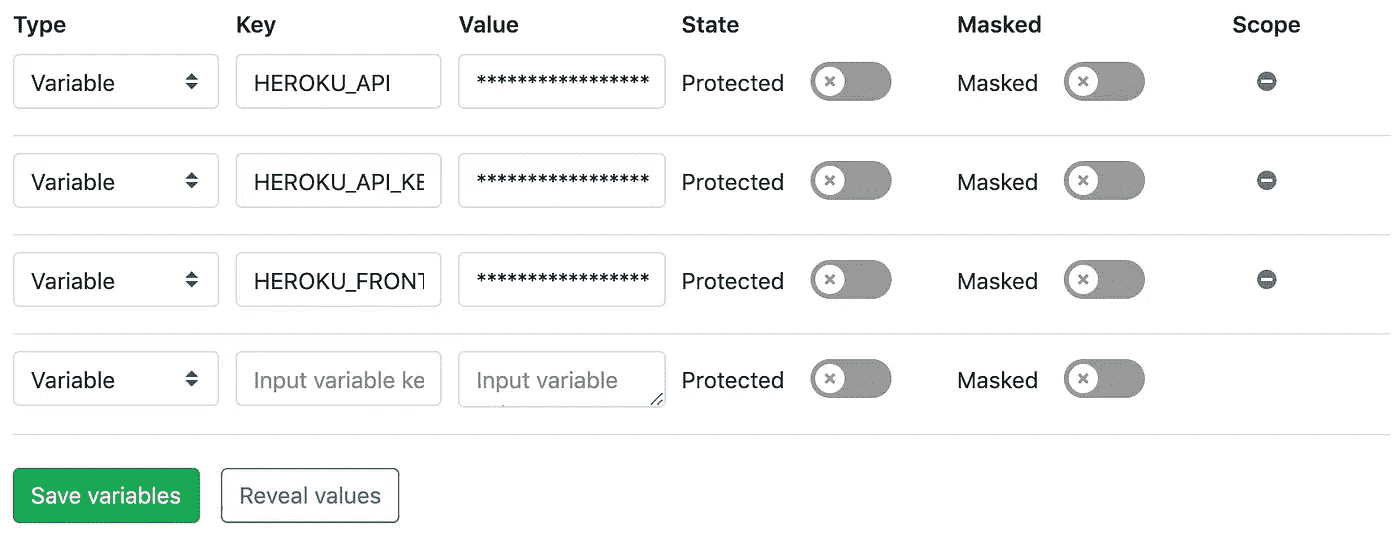 Type Key Value State Masked Scope
Variable HEROKU_API ***************** Protected Masked
Variable HEROKU_API_KE ***************** Protected Masked
Variable HEROKU_FRONT ***************** Protected Masked
Variable Input variable ke Input variable Protected Masked
Save variables Reveal values